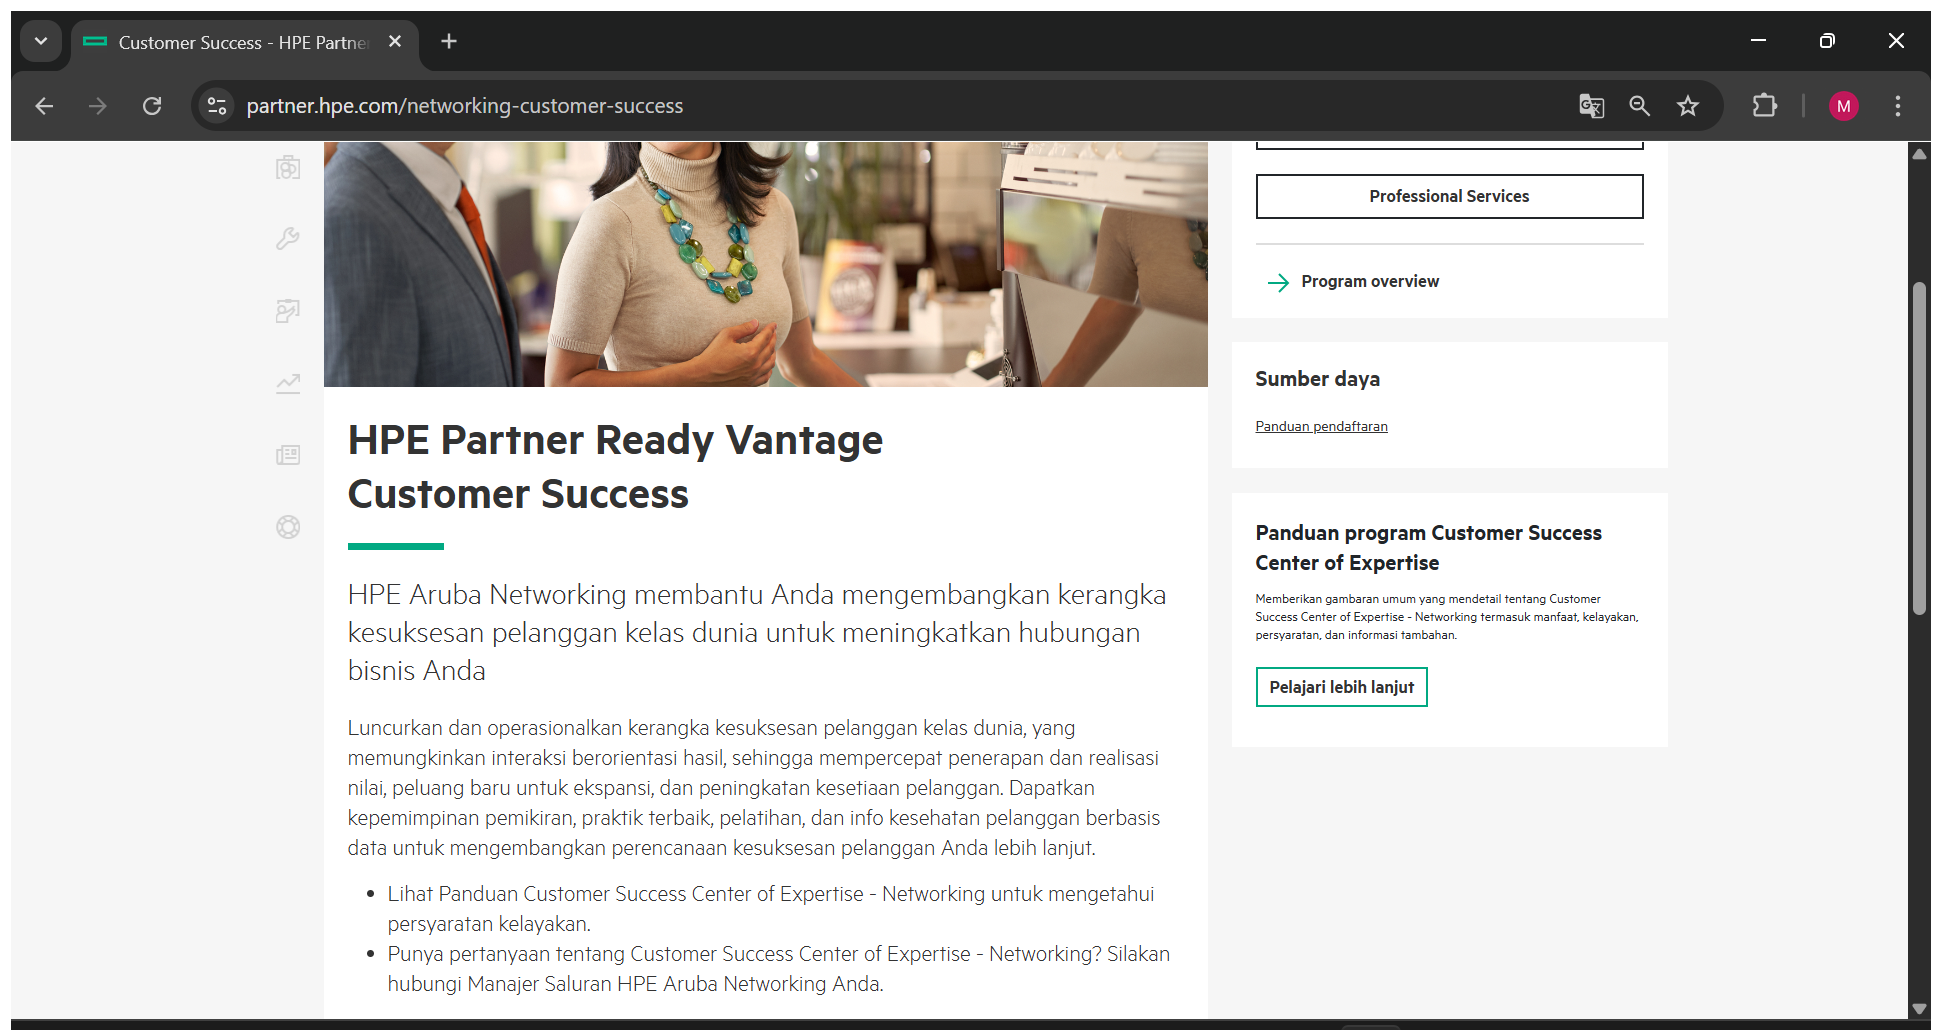 Customer Success - HPE Partne
partner.hpe.com/networking-customer-success
M
Professional Services
Program overview
HPE Partner Ready Vantage
Customer Success
HPE Aruba Networking membantu Anda mengembangkan kerangka
kesuksesan pelanggan kelas dunia untuk meningkatkan hubungan
bisnis Anda
Luncurkan dan operasionalkan kerangka kesuksesan pelanggan kelas dunia, yang
memungkinkan interaksi berorientasi hasil, sehingga mempercepat penerapan dan realisasi
nilai, peluang baru untuk ekspansi, dan peningkatan kesetiaan pelanggan. Dapatkan
kepemimpinan pemikiran, praktik terbaik, pelatihan, dan info kesehatan pelanggan berbasis
data untuk mengembangkan perencanaan kesuksesan pelanggan Anda lebih lanjut.
• Lihat Panduan Customer Success Center of Expertise - Networking untuk mengetahui
persyaratan kelayakan.
• Punya pertanyaan tentang Customer Success Center of Expertise - Networking? Silakan
hubungi Manajer Saluran HPE Aruba Networking Anda.
Sumber daya
Panduan pendaftaran
Panduan program Customer Success
Center of Expertise
Memberikan gambaran umum yang mendetail tentang Customer
Success Center of Expertise - Networking termasuk manfaat, kelayakan,
persyaratan, dan informasi tambahan.
Pelajari lebih lanjut